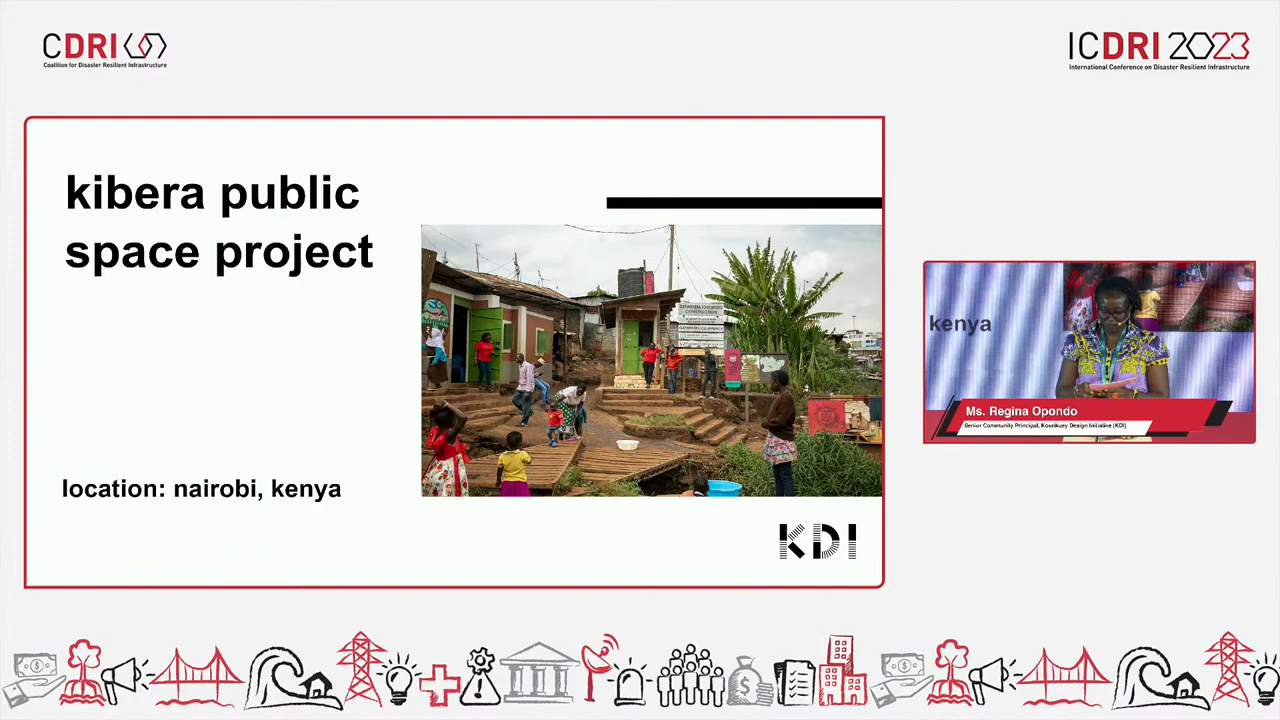 CDRI
Coalition for Disaster Resilient Infrastructure
ICDRI 2023
International Conference on Disaster Resilient Infrastructure
kibera public
space project
location: nairobi, kenya
KDI
kenya
Ms. Regina Opondo
Senior Community Principal, Kounkuey Design Initiative (KDI)